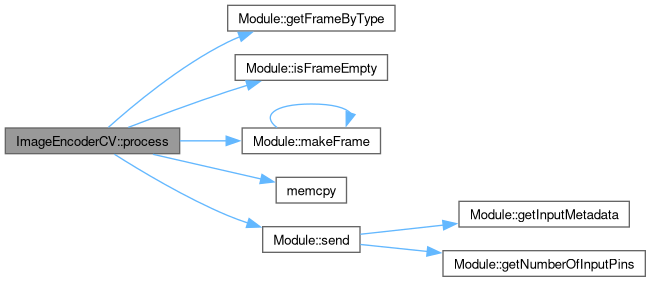 Module::getFrameByType
Module::isFrameEmpty
ImageEncoderCV::process
Module::makeFrame
memcpy
Module::send
Module::getInputMetadata
Module::getNumberOfInputPins